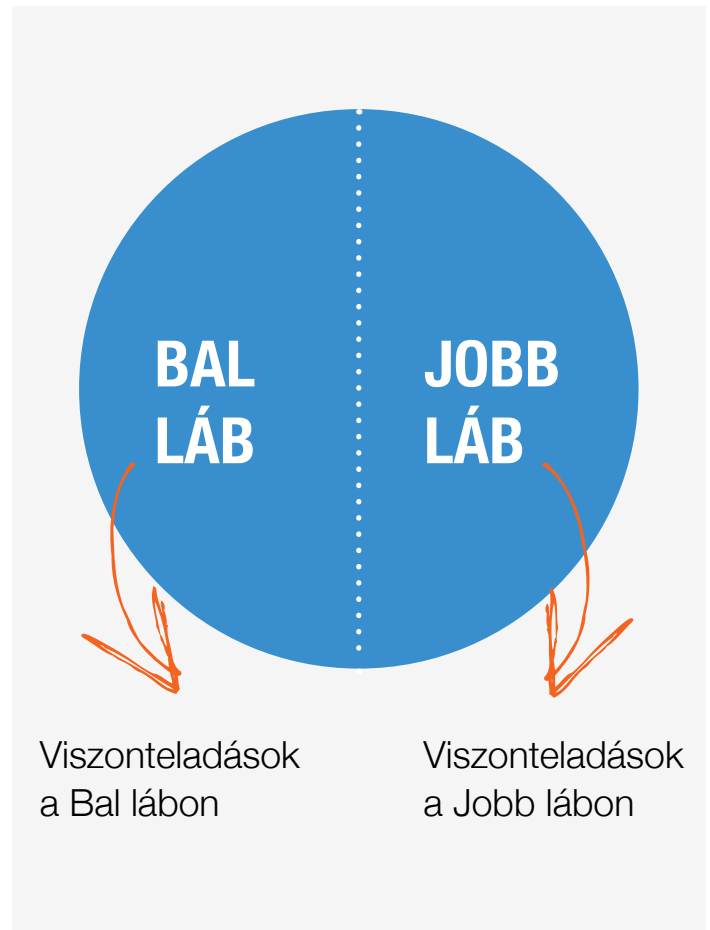 BAL
LÁB
JOBB
LÁB
Viszonteladások
a Bal lábon
Viszonteladások
a Jobb lábon